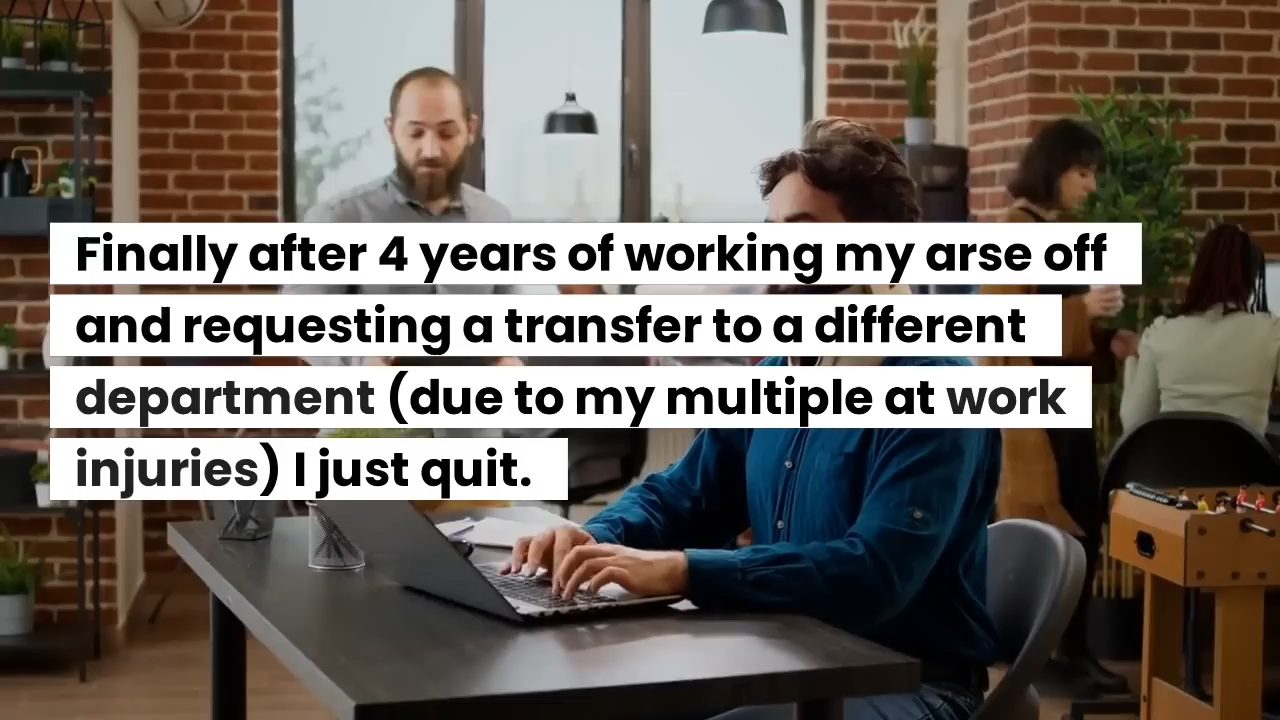 Finally after 4 years of working my arse off
and requesting a transfer to a different
department (due to my multiple at work
injuries) I just quit.